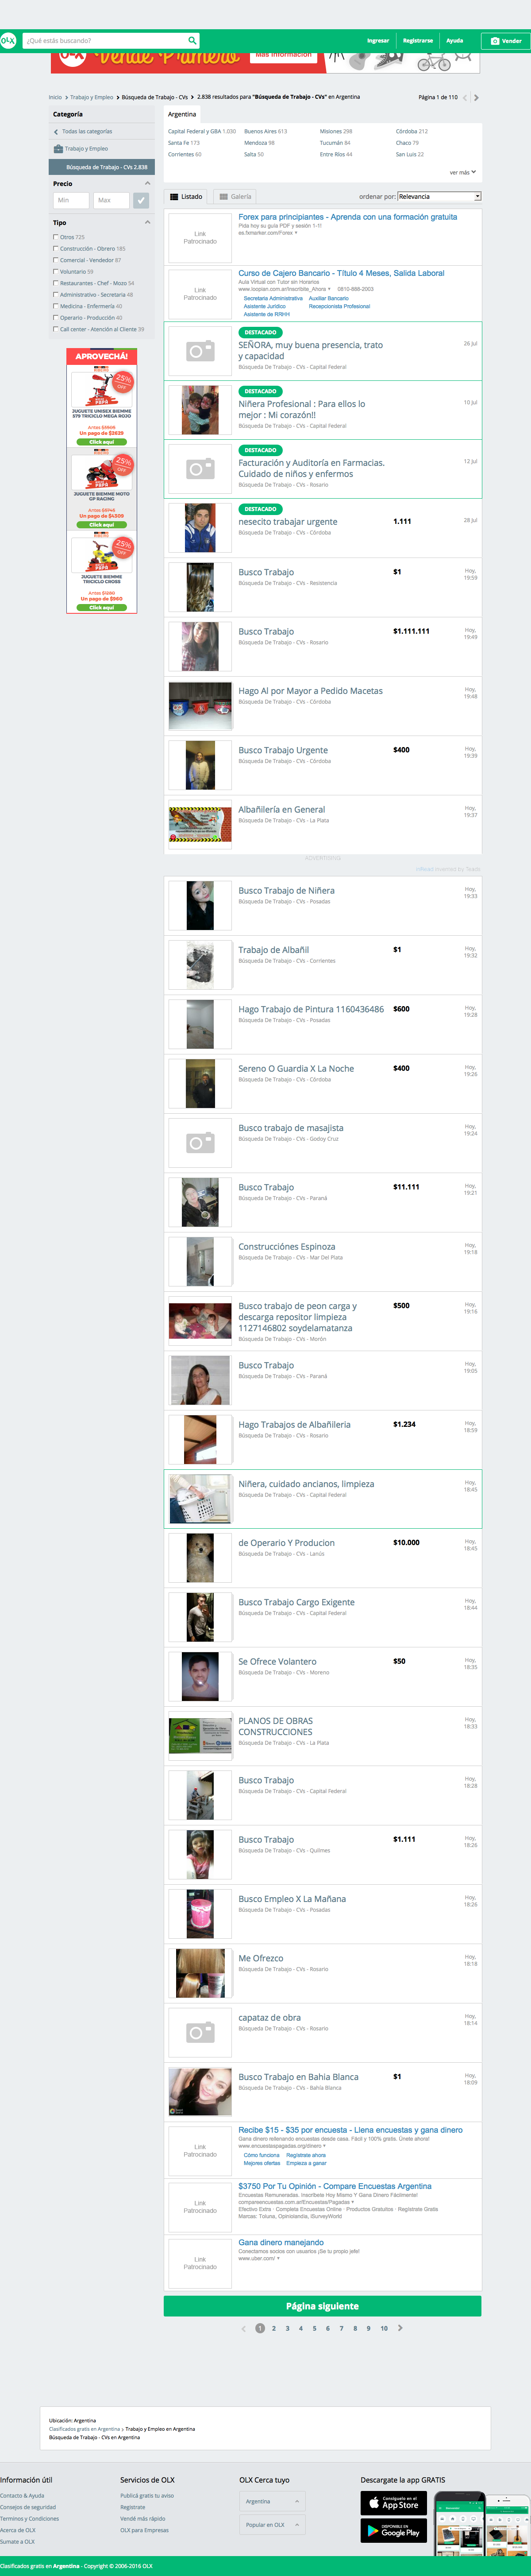 OLX
¿Qué estás buscando?
Ingresar
Registrarse
Ayuda
Vender
Vende Primero
Más Información
Inicio > Trabajo y Empleo > Búsqueda de Trabajo - CVs > 2.838 resultados para "Búsqueda de Trabajo - CVs" en Argentina
Página 1 de 110
Categoría
Todas las categorías
Trabajo y Empleo
Búsqueda de Trabajo - CVs 2.838
Precio
Min
Max
Tipo
Otros 725
Construcción - Obrero 185
Comercial - Vendedor 87
Voluntario 59
Restaurantes - Chef - Mozo 54
Administrativo - Secretaria 48
Medicina - Enfermería 40
Operario - Producción 40
Call center - Atención al Cliente 39
APROVECHÁ!
25% OFF
JUGUETE UNISEX BIEMME
579 TRICICLO MEGA ROJO
Un pago de $2639
Click aquí
25% OFF
JUGUETE BIEMME MOTO
GP RACING
Un pago de $4309
Click aquí
25% OFF
JUGUETE BIEMME
TRICICLO CROSS
Un pago de $960
Click aquí
Argentina
Capital Federal y GBA 1.030
Buenos Aires 613
Misiones 298
Córdoba 212
Santa Fe 173
Mendoza 98
Tucumán 84
Chaco 79
Corrientes 60
Salta 50
Entre Ríos 44
San Luis 22
ver más
Listado
Galería
ordenar por: Relevancia
Link
Patrocinado
Forex para principiantes - Aprenda con una formación gratuita
Pida hoy su guía PDF y sesión 1-1!
es.femarker.com/Forex
Link
Patrocinado
Curso de Cajero Bancario - Título 4 Meses, Salida Laboral
Aula Virtual con Tutor sin Horarios
0810-888-2003
Secretaria Administrativa
Auxiliar Bancario
Asistente Jurídico
Recepcionista Profesional
Asistente de RRHH
DESTACADO
SEÑORA, muy buena presencia, trato
y capacidad
Búsqueda De Trabajo - CVs - Capital Federal
26 Jul
DESTACADO
Niñera Profesional : Para ellos lo
mejor : Mi corazón!!
Búsqueda De Trabajo - CVs - Capital Federal
10 Jul
DESTACADO
Facturación y Auditoría en Farmacias.
Cuidado de niños y enfermos
Búsqueda De Trabajo - CVs - Rosario
12 Jul
DESTACADO
nesecito trabajar urgente
Búsqueda De Trabajo - CVs - Córdoba
1.111
28 Jul
Busco Trabajo
Búsqueda De Trabajo - CVs - Resistencia
$1
Hoy,
19:59
Busco Trabajo
Búsqueda De Trabajo - CVs - Rosario
$1.111.111
Hoy,
19:49
Hago Al por Mayor a Pedido Macetas
Búsqueda De Trabajo - CVs - Córdoba
Hoy,
19:48
Busco Trabajo Urgente
Búsqueda De Trabajo - CVs - Córdoba
$400
Hoy,
19:39
Albañilería en General
Búsqueda De Trabajo - CVs - La Plata
Hoy,
19:37
ADVERTISING
inRead invented by Teads
Busco Trabajo de Niñera
Búsqueda De Trabajo - CVs - Posadas
Hoy,
19:33
Trabajo de Albañil
Búsqueda De Trabajo - CVs - Corrientes
$1
Hoy,
19:32
Hago Trabajo de Pintura 1160436486
Búsqueda De Trabajo - CVs - Posadas
$600
Hoy,
19:28
Sereno O Guardia X La Noche
Búsqueda De Trabajo - CVs - Córdoba
$400
Hoy,
19:26
Busco trabajo de masajista
Búsqueda De Trabajo - CVs - Godoy Cruz
Hoy,
19:24
Busco Trabajo
Búsqueda De Trabajo - CVs - Paraná
$11.111
Hoy,
19:21
Construcciónes Espinoza
Búsqueda De Trabajo - CVs - Mar Del Plata
Hoy,
19:18
Busco trabajo de peon carga y
descarga repositor limpieza
1127146802 soydelamatanza
Búsqueda De Trabajo - CVs - Morón
$500
Hoy,
19:16
Busco Trabajo
Búsqueda De Trabajo - CVs - Paraná
Hoy,
19:05
Hago Trabajos de Albañileria
Búsqueda De Trabajo - CVs - Rosario
$1.234
Hoy,
18:59
Niñera, cuidado ancianos, limpieza
Búsqueda De Trabajo - CVs - Capital Federal
Hoy,
18:45
de Operario Y Producion
Búsqueda De Trabajo - CVs - Lanús
$10.000
Hoy,
18:45
Busco Trabajo Cargo Exigente
Búsqueda De Trabajo - CVs - Capital Federal
Hoy,
18:44
Se Ofrece Volantero
Búsqueda De Trabajo - CVs - Moreno
$50
Hoy,
18:35
PLANOS DE OBRAS
CONSTRUCCIONES
Búsqueda De Trabajo - CVs - La Plata
Hoy,
18:33
Busco Trabajo
Búsqueda De Trabajo - CVs - Capital Federal
Hoy,
18:28
Busco Trabajo
Búsqueda De Trabajo - CVs - Quilmes
$1.111
Hoy,
18:26
Busco Empleo X La Mañana
Búsqueda De Trabajo - CVs - Posadas
Hoy,
18:26
Me Ofrezco
Búsqueda De Trabajo - CVs - Rosario
Hoy,
18:18
capataz de obra
Búsqueda De Trabajo - CVs - Rosario
Hoy,
18:14
Busco Trabajo en Bahia Blanca
Búsqueda De Trabajo - CVs - Bahía Blanca
$1
Hoy,
18:09
Link
Patrocinado
Recibe $15 - $35 por encuesta - Llena encuestas y gana dinero
Gana dinero rellenando encuestas desde casa. Fácil y 100% gratis. Únete ahora!
www.encuestaspagadas.org/dinero
Cómo funciona
Regístrate ahora
Mejores ofertas
Empieza a ganar
Link
Patrocinado
$3750 Por Tu Opinión - Compare Encuestas Argentina
Encuestas Remuneradas. Inscríbete Hoy Mismo Y Gana Dinero Fácilmente!
compareencuestas.com.ar/Encuestas/Pagadas
Efectivo Extra · Completa Encuestas Online · Productos Gratuitos · Regístrate Gratis
Marcas: Toluna, Opiniolandia, iSurveyWorld
Link
Patrocinado
Gana dinero manejando
Conectamos socios con usuarios ¡Se tu propio jefe!
www.uber.com/
Página siguiente
1 2 3 4 5 6 7 8 9 10
Ubicación: Argentina
Clasificados gratis en Argentina > Trabajo y Empleo en Argentina
Búsqueda de Trabajo - CVs en Argentina
Información útil
Contacto & Ayuda
Consejos de seguridad
Terminos y Condiciones
Acerca de OLX
Sumate a OLX
Servicios de OLX
Publicá gratis tu aviso
Registrate
Vendé más rápido
OLX para Empresas
OLX Cerca tuyo
Argentina
Popular en OLX
Descargate la app GRATIS
Consíguelo en el
App Store
DISPONIBLE EN
Google Play
Clasificados gratis en Argentina - Copyright © 2006-2016 OLX